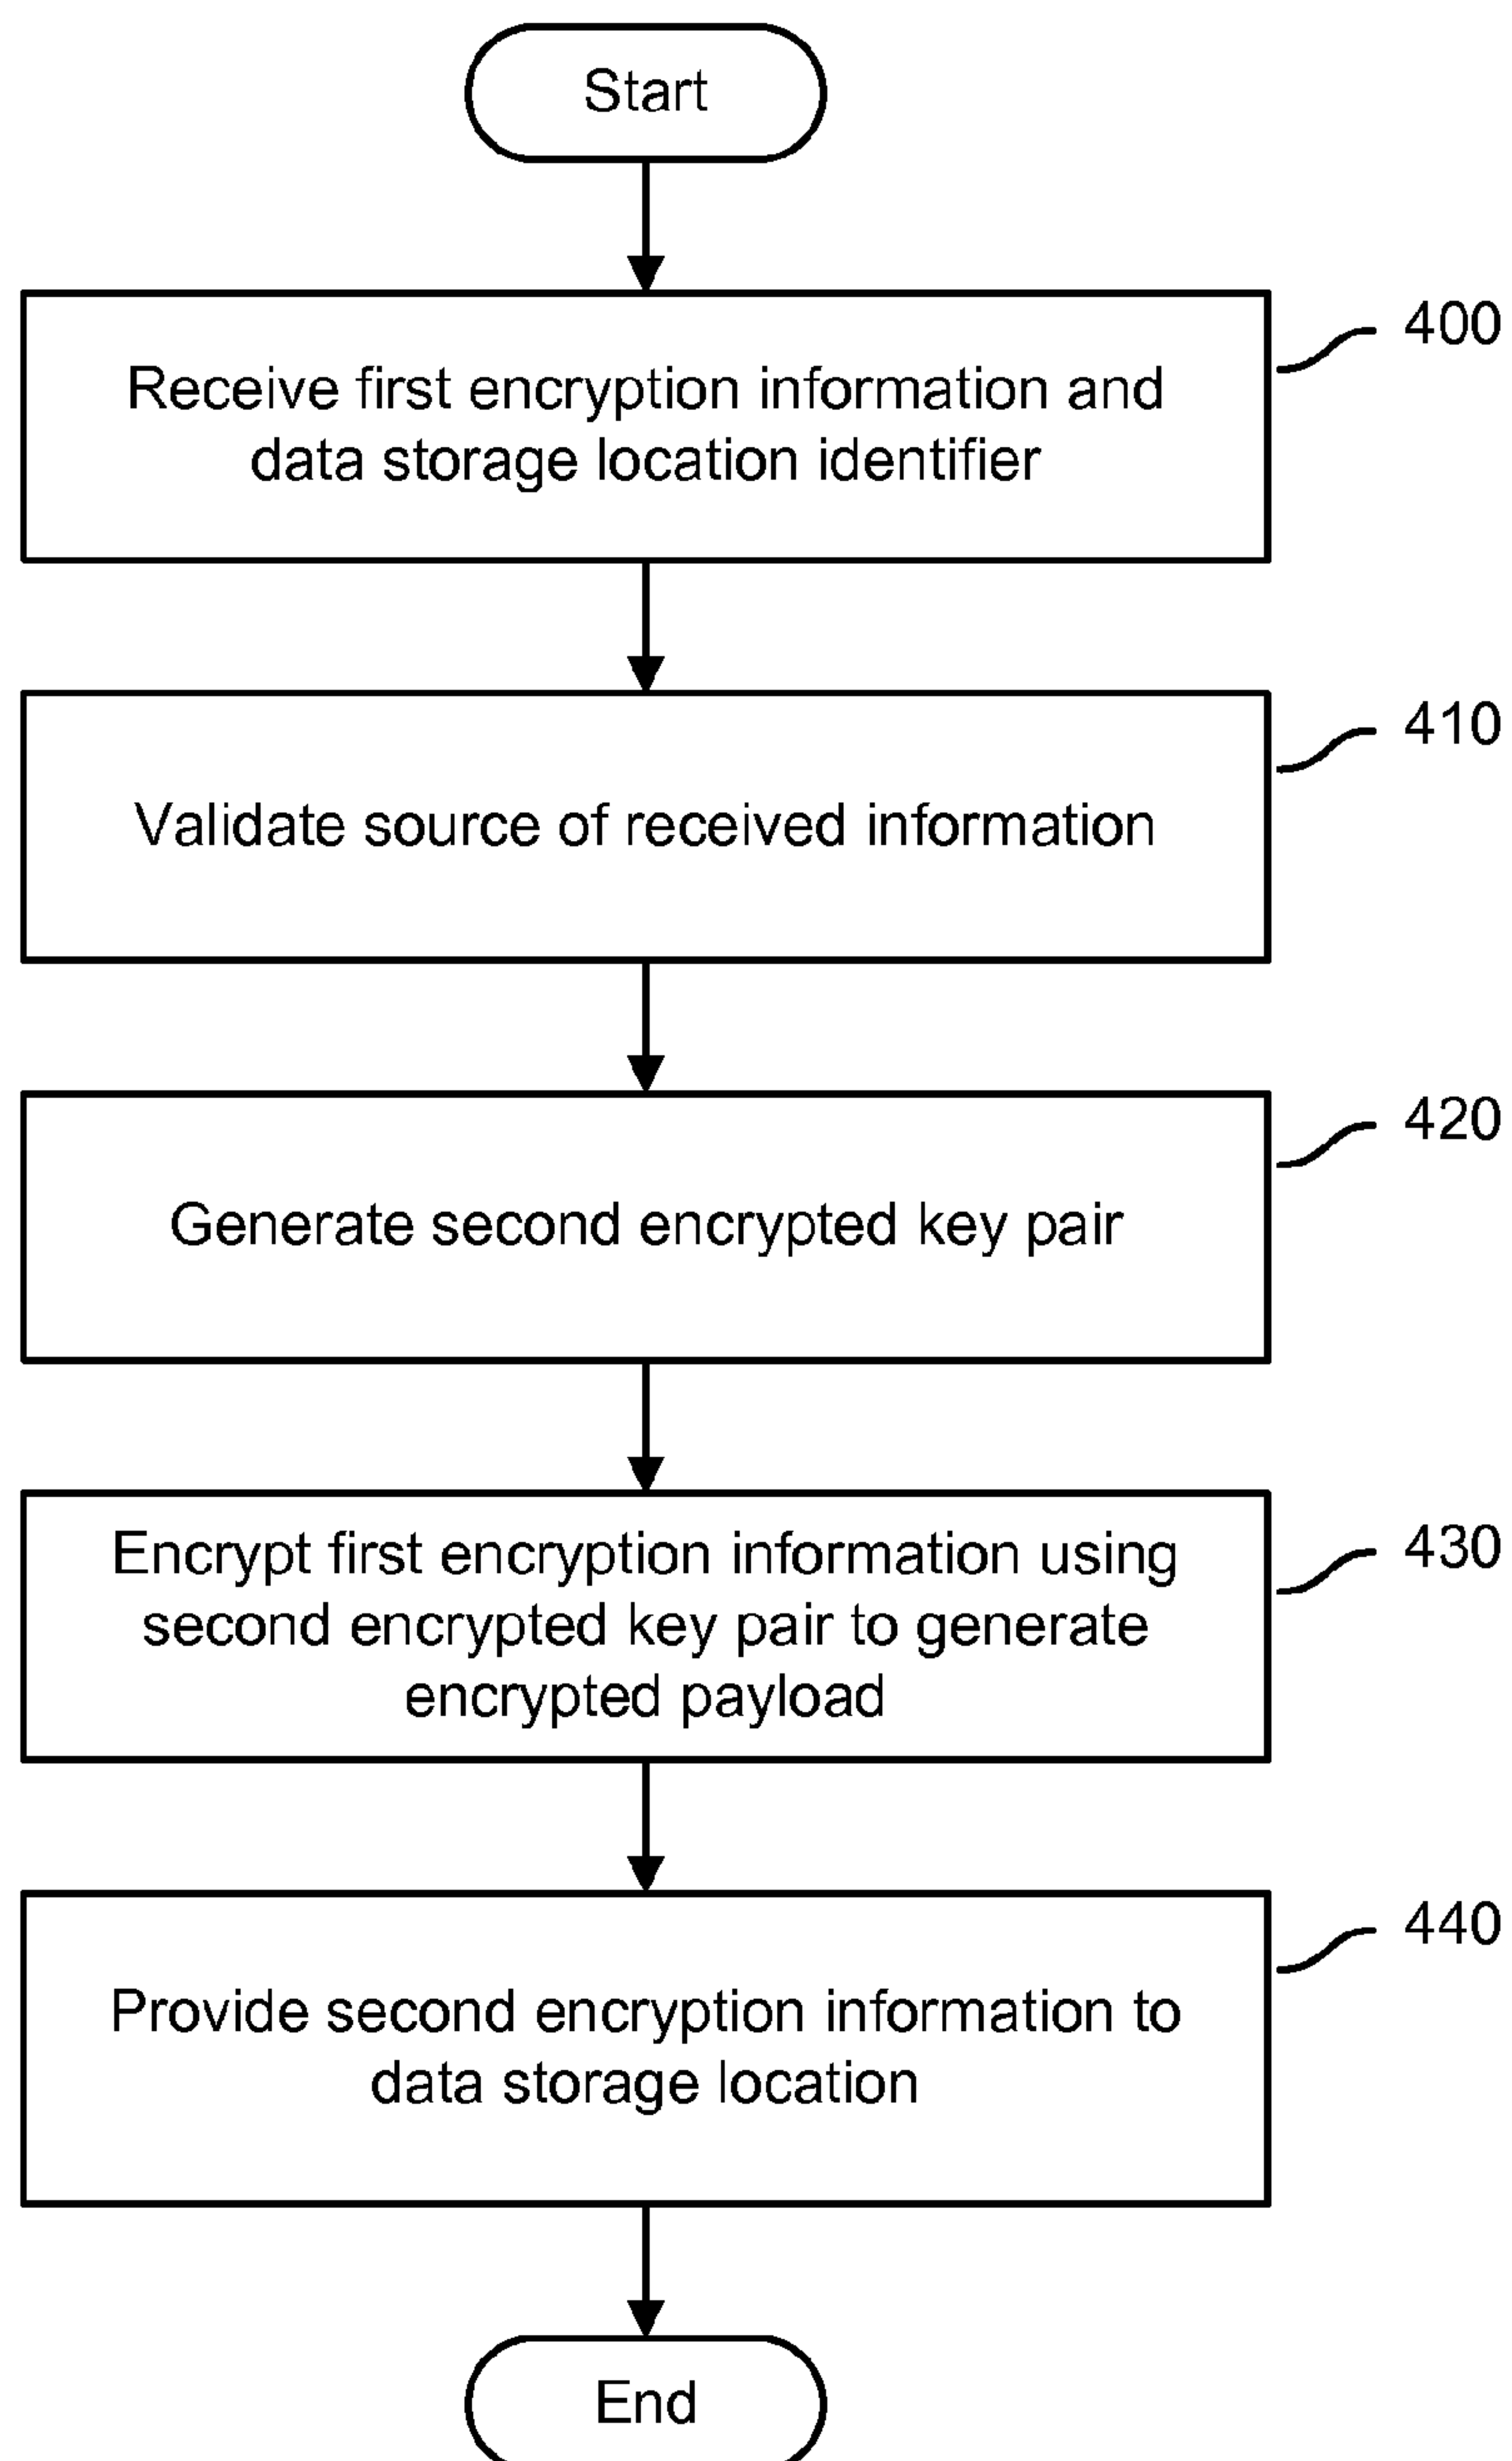 Start
400
Receive first encryption information and
data storage location identifier
410
Validate source of received information
420
Generate second encrypted key pair
430
Encrypt first encryption information using
second encrypted key pair to generate
encrypted payload
440
Provide second encryption information to
data storage location
End